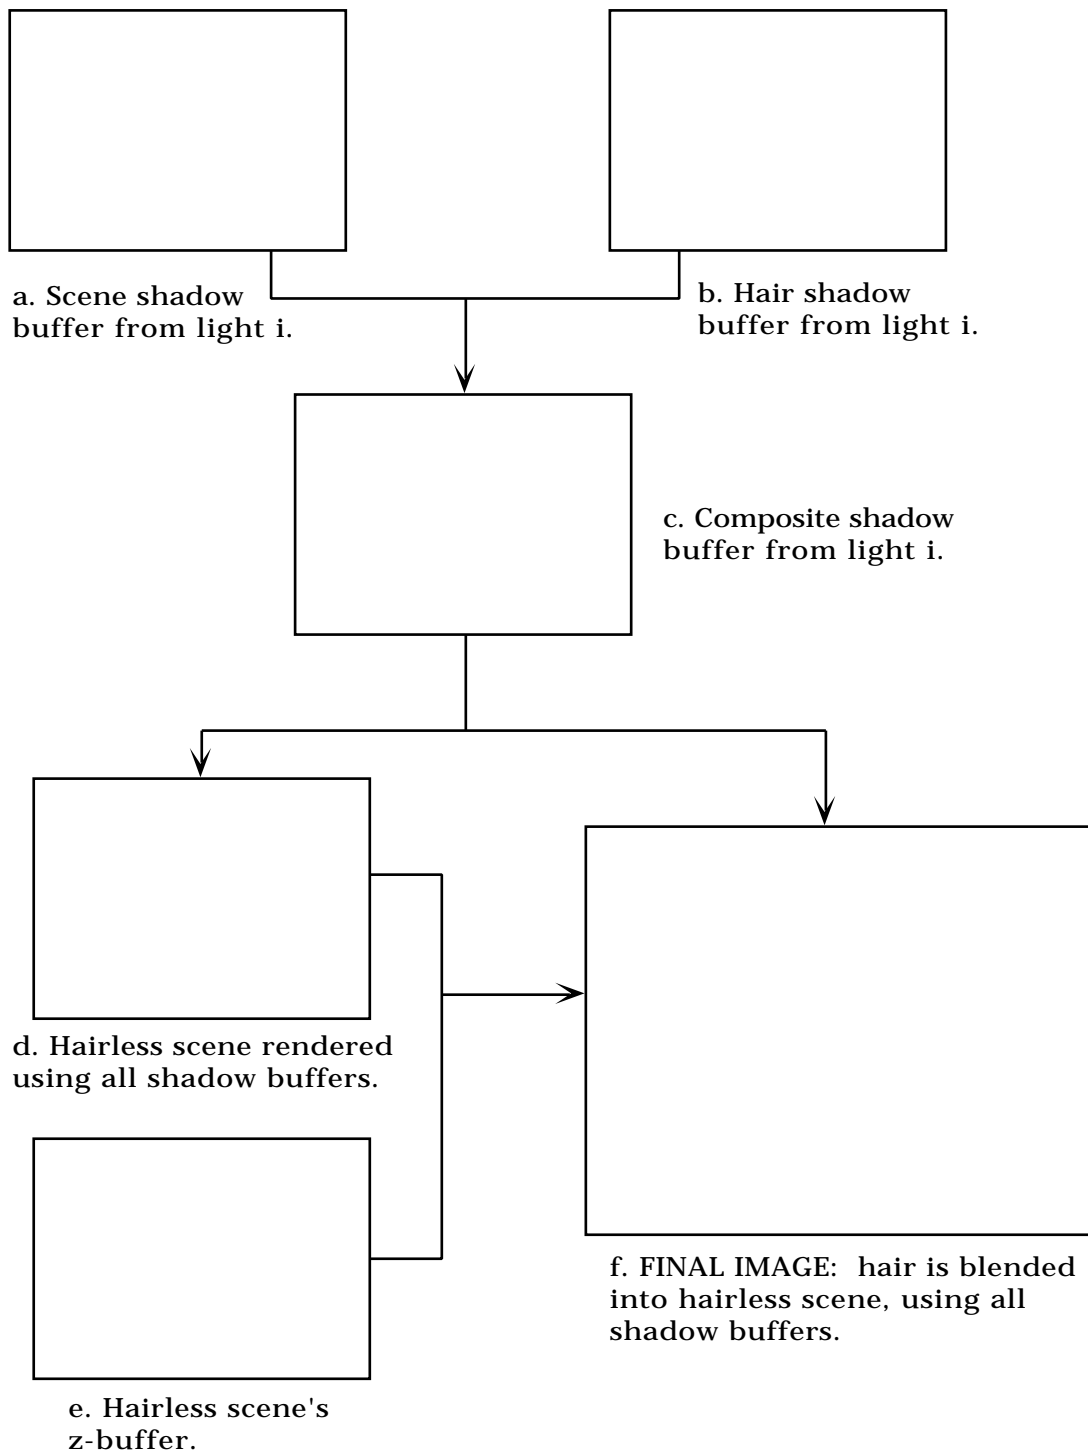 a. Scene shadow
buffer from light i.
b. Hair shadow
buffer from light i.
c. Composite shadow
buffer from light i.
d. Hairless scene rendered
using all shadow buffers.
e. Hairless scene's
z-buffer.
f. FINAL IMAGE:  hair is blended
into hairless scene, using all
shadow buffers.